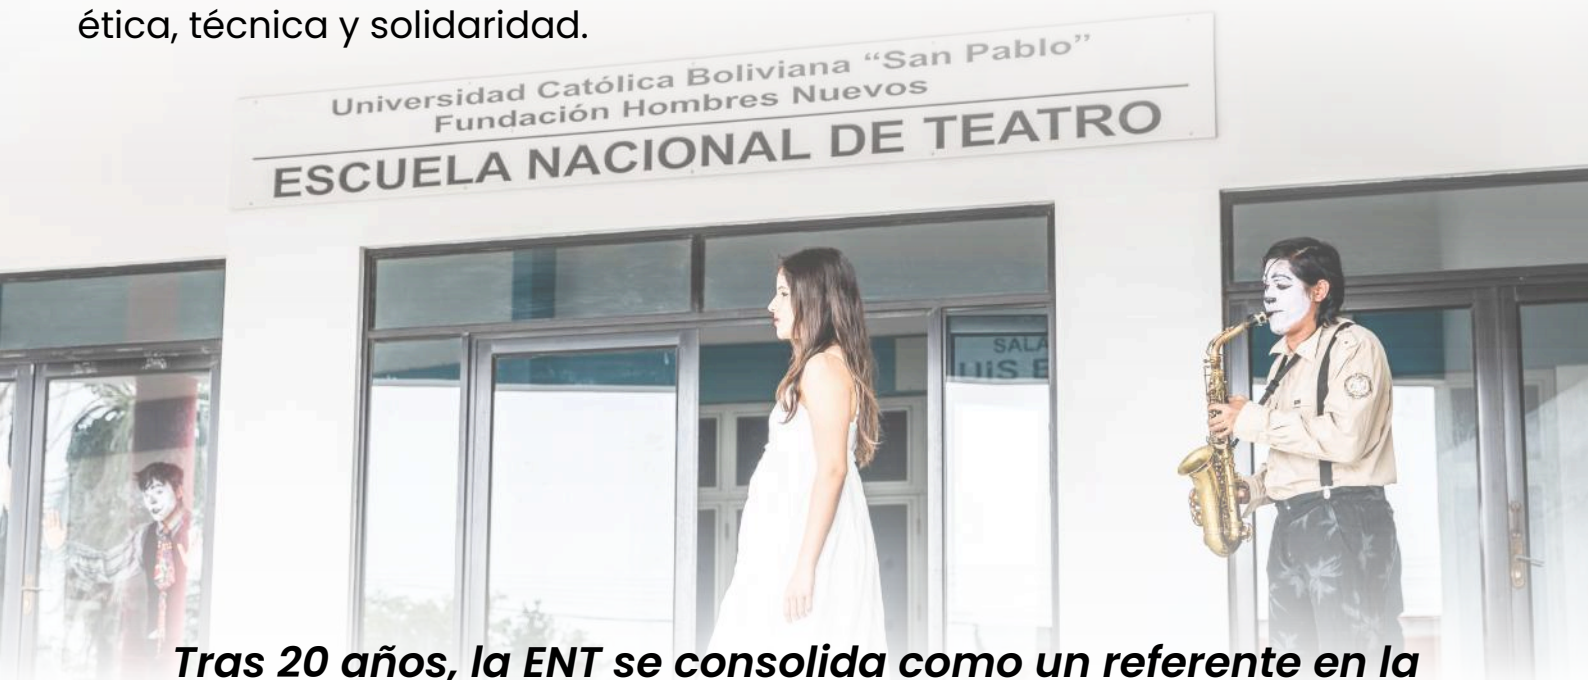 ética, técnica y solidaridad.
Universidad Católica Boliviana “San Pablo”
Fundación Hombres Nuevos
ESCUELA NACIONAL DE TEATRO
SALA
Tras 20 años, la ENT se consolida como un referente en la